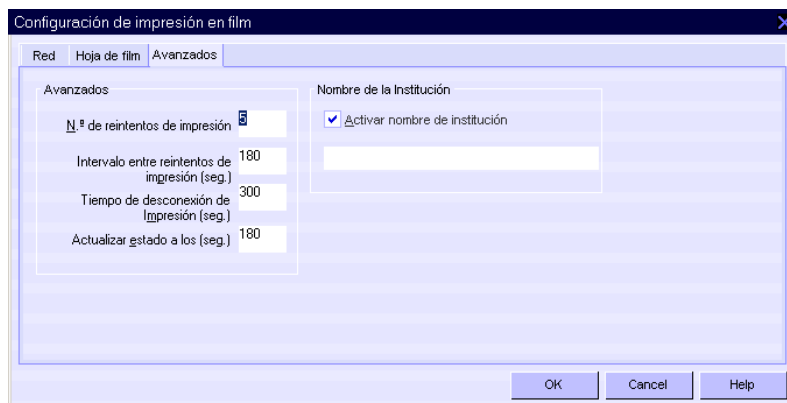 Configuración de impresión en film
Red Hoja de film Avanzados
Avanzados
N.º de reintentos de impresión 5
Intervalo entre reintentos de impresión (seg.) 180
Tiempo de desconexión de Impresión (seg.) 300
Actualizar estado a los (seg.) 180
Nombre de la Institución
Activar nombre de institución
OK Cancel Help